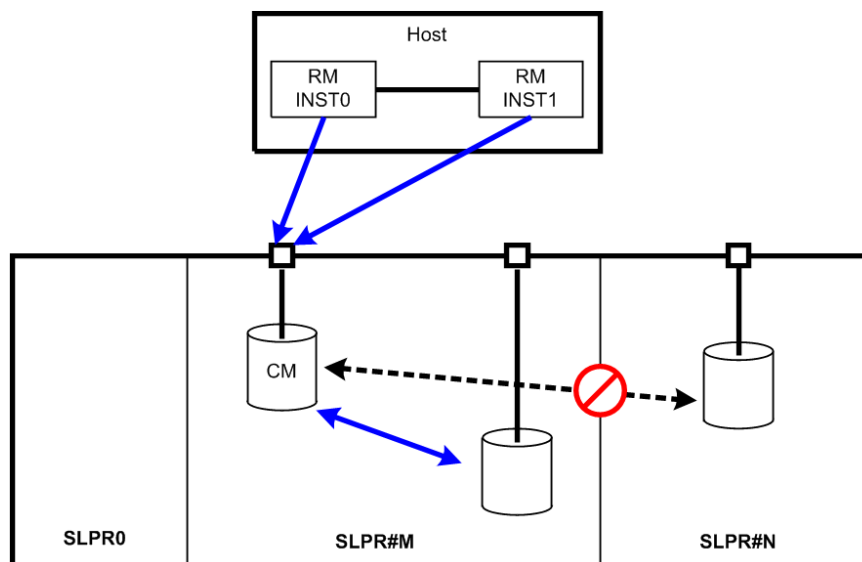 Host
RM
INST0
RM
INST1
CM
SLPR0
SLPR#M
SLPR#N